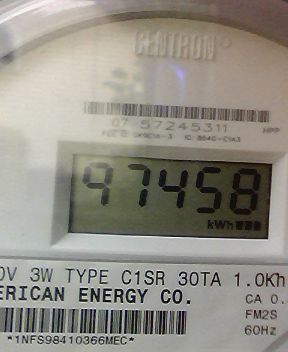 CENTRON®
07 57245311 HPP
97458
kWh
0V 3W TYPE C1SR 30TA 1.0Kh
ERICAN ENERGY CO. CA 0.
FM2S
60Hz
*1NFS98410366MEC*